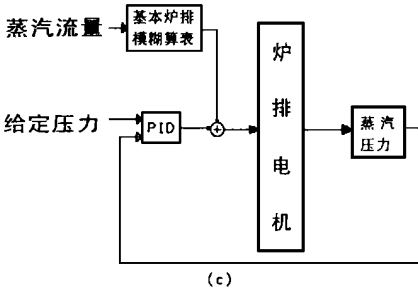 蒸汽流量
基本炉排
模糊算表
给定压力
PID
炉排电机
蒸汽
压力
(c)